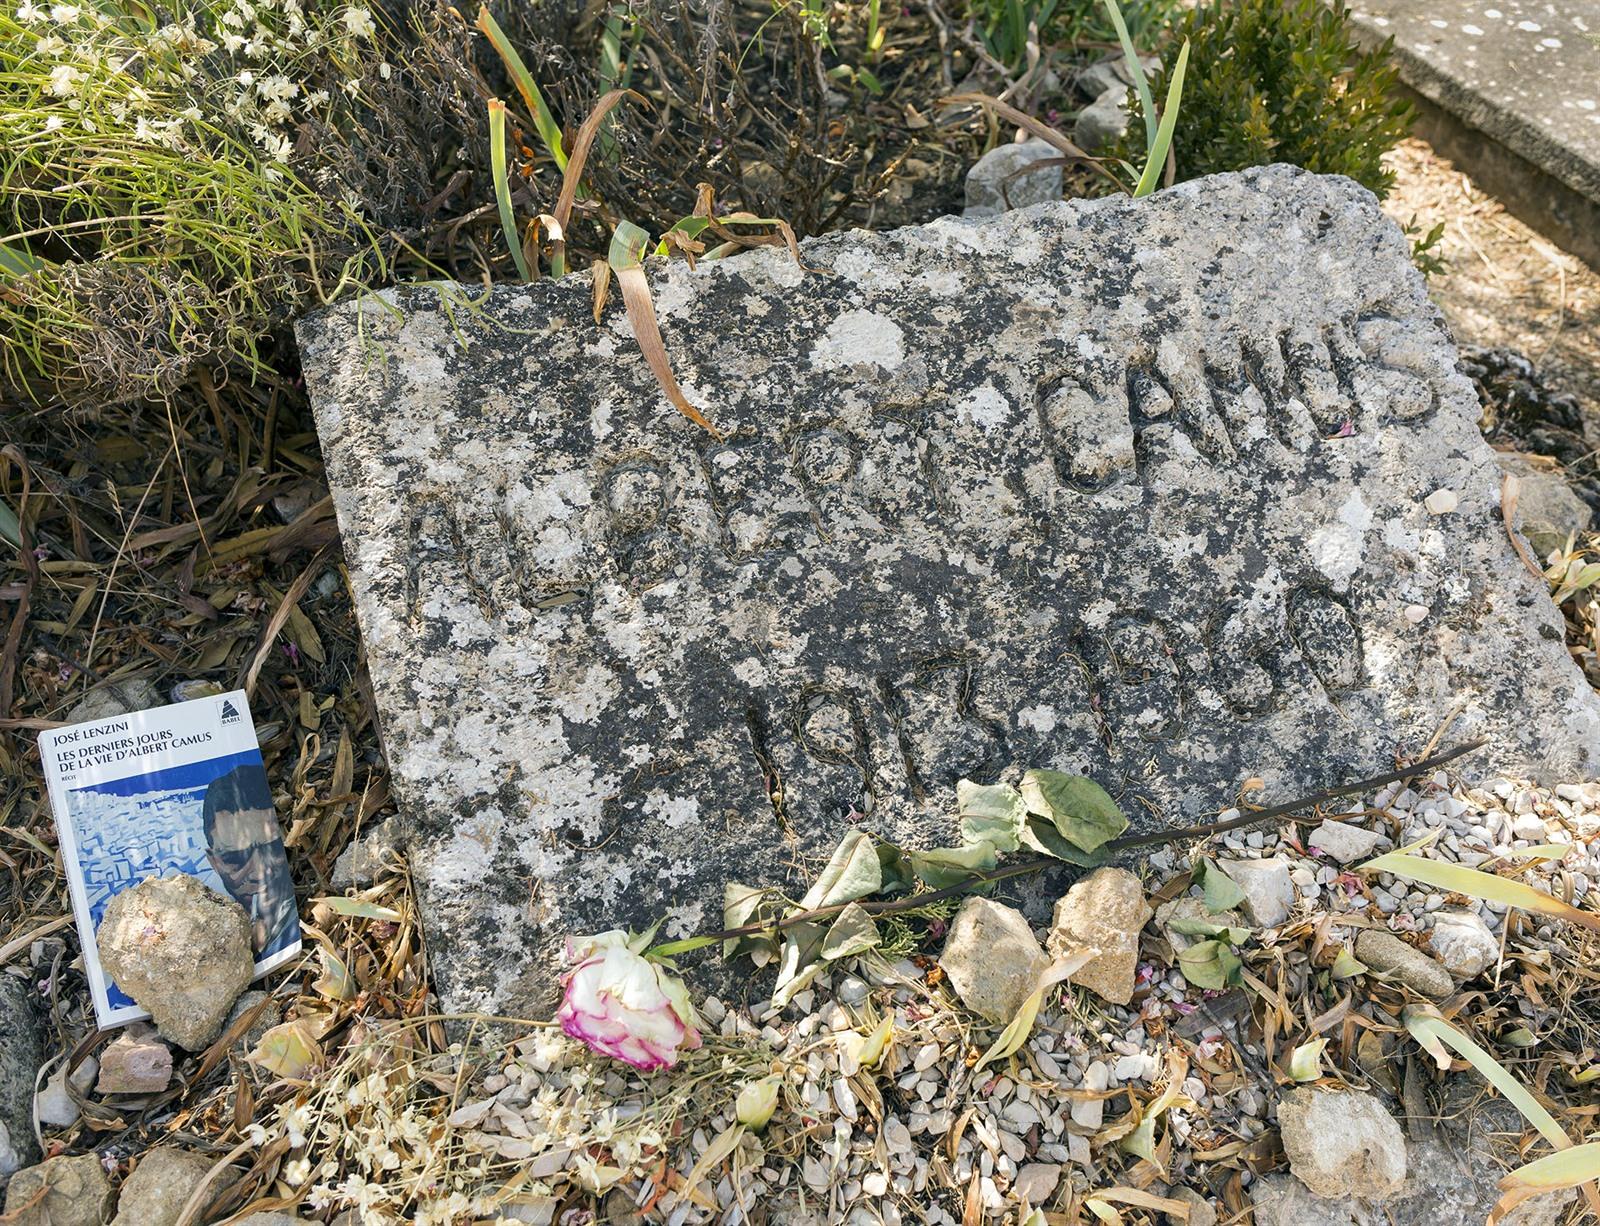 ALBERT CAMUS
1913 1960
JOSÉ LENZINI
LES DERNIERS JOURS
DE LA VIE D'ALBERT CAMUS
RÉCIT
BABEL